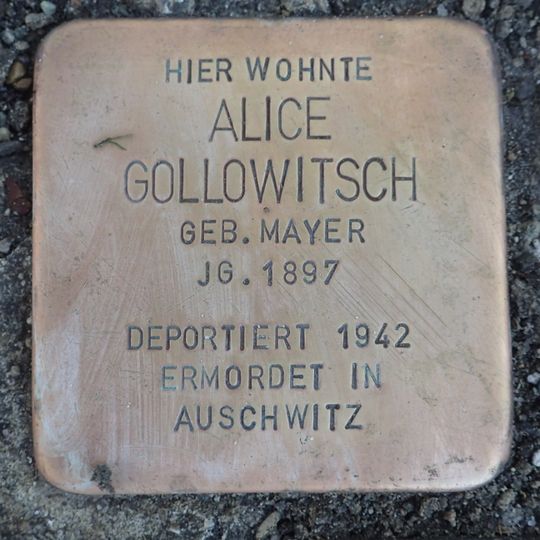 HIER WOHNTE
ALICE
GOLLOWITSCH
GEB. MAYER
JG. 1897
DEPORTIERT 1942
ERMORDET IN
AUSCHWITZ